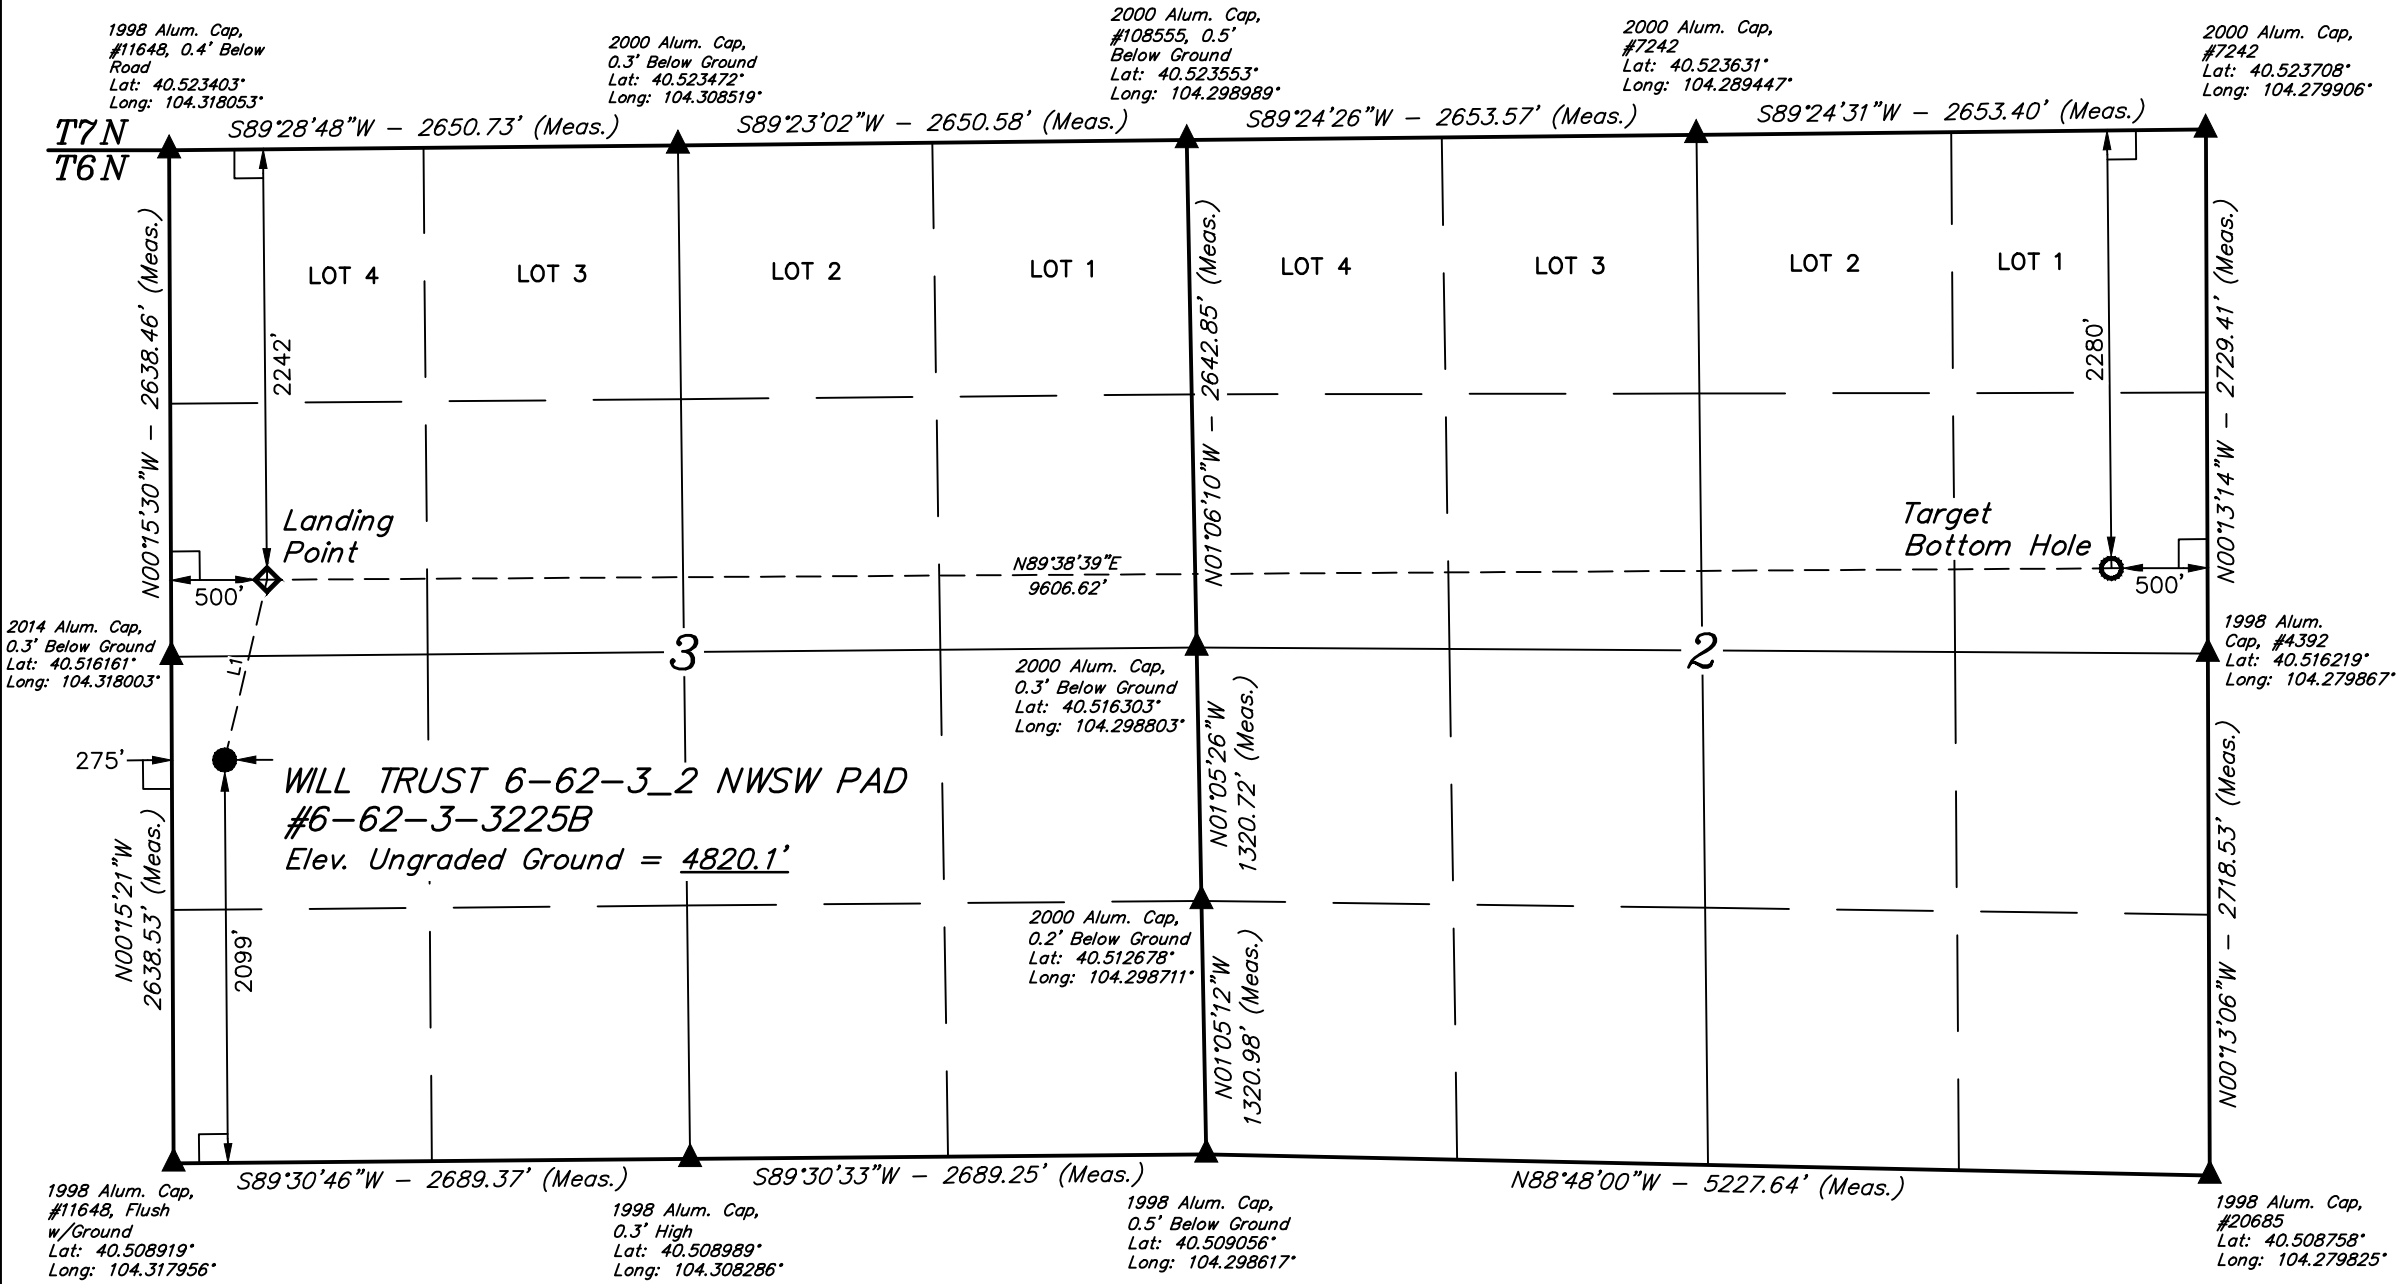 1998 Alum. Cap,
#11648, 0.4' Below
Road
Lat: 40.523403°
Long: 104.318053°
2000 Alum. Cap,
0.3' Below Ground
Lat: 40.523472°
Long: 104.308519°
2000 Alum. Cap,
#108555, 0.5'
Below Ground
Lat: 40.523553°
Long: 104.298989°
2000 Alum. Cap,
#7242
Lat: 40.523631°
Long: 104.289447°
2000 Alum. Cap,
#7242
Lat: 40.523708°
Long: 104.279906°
T7N
T6N
S89°28'48"W - 2650.73' (Meas.)
S89°23'02"W - 2650.58' (Meas.)
S89°24'26"W - 2653.57' (Meas.)
S89°24'31"W - 2653.40' (Meas.)
LOT 4
LOT 3
LOT 2
LOT 1
LOT 4
LOT 3
LOT 2
LOT 1
N00°15'30"W - 2638.46' (Meas.)
2242'
N01°06'10"W - 2642.85' (Meas.)
2280'
N00°13'14"W - 2729.41' (Meas.)
Landing
Point
Target
Bottom Hole
N89°38'39"E
9606.62'
500'
500'
2014 Alum. Cap,
0.3' Below Ground
Lat: 40.516161°
Long: 104.318003°
L1
3
2
2000 Alum. Cap,
0.3' Below Ground
Lat: 40.516303°
Long: 104.298803°
1998 Alum.
Cap, #4392
Lat: 40.516219°
Long: 104.279867°
275'
WILL TRUST 6-62-3_2 NWSW PAD
#6-62-3-3225B
Elev. Ungraded Ground = 4820.1'
N01°05'26"W
1320.72' (Meas.)
N00°15'21"W
2638.53' (Meas.)
2099'
2000 Alum. Cap,
0.2' Below Ground
Lat: 40.512678°
Long: 104.298711°
N01°05'12"W
1320.98' (Meas.)
N00°13'06"W - 2718.53' (Meas.)
S89°30'46"W - 2689.37' (Meas.)
S89°30'33"W - 2689.25' (Meas.)
N88°48'00"W - 5227.64' (Meas.)
1998 Alum. Cap,
#11648, Flush
w/Ground
Lat: 40.508919°
Long: 104.317956°
1998 Alum. Cap,
0.3' High
Lat: 40.508989°
Long: 104.308286°
1998 Alum. Cap,
0.5' Below Ground
Lat: 40.509056°
Long: 104.298617°
1998 Alum. Cap,
#20685
Lat: 40.508758°
Long: 104.279825°